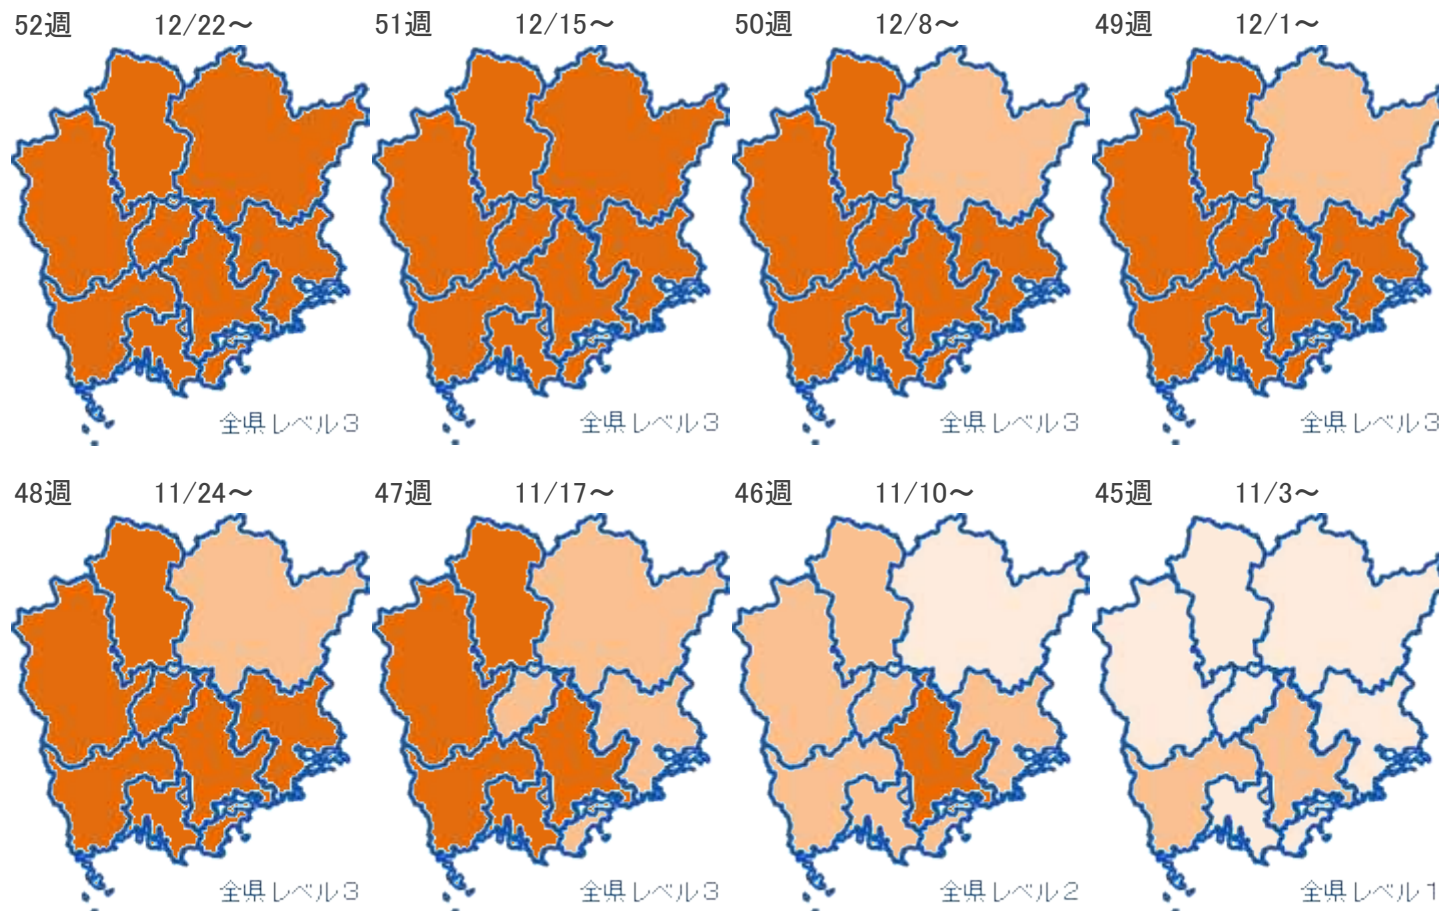 52週 12/22～
51週 12/15～
50週 12/8～
49週 12/1～
全県レベル３
全県レベル３
全県レベル３
全県レベル３
48週 11/24～
47週 11/17～
46週 11/10～
45週 11/3～
全県レベル３
全県レベル３
全県レベル２
全県レベル１